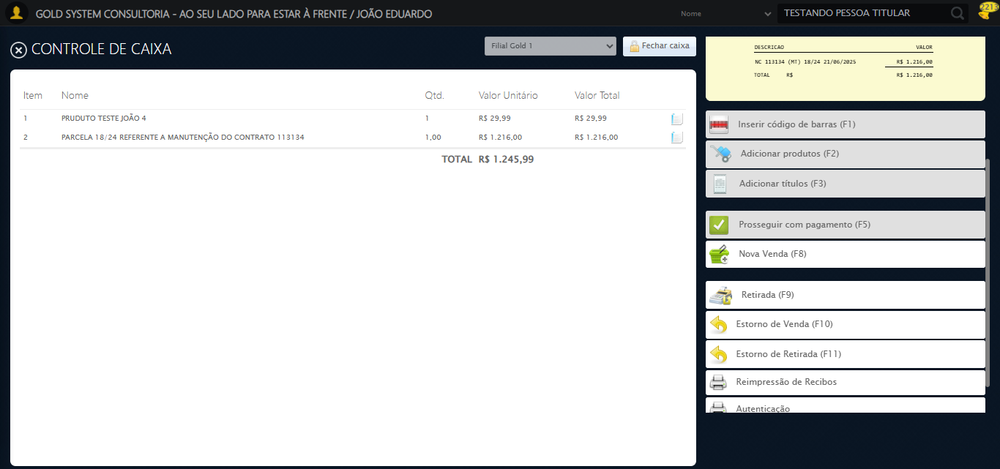 GOLD SYSTEM CONSULTORIA - AO SEU LADO PARA ESTAR À FRENTE / JOÃO EDUARDO
Nome
TESTANDO PESSOA TITULAR
2213
CONTROLE DE CAIXA
Filial Gold 1
Fechar caixa
Item Nome Qtd. Valor Unitário Valor Total
1 PRUDUTO TESTE JOÃO 4 1 R$ 29,99 R$ 29,99
2 PARCELA 18/24 REFERENTE A MANUTENÇÃO DO CONTRATO 113134 1,00 R$ 1.216,00 R$ 1.216,00
TOTAL R$ 1.245,99
DESCRICAO VALOR
NC 113134 (MT) 18/24 21/06/2025 R$ 1.216,00
TOTAL R$ R$ 1.216,00
Inserir código de barras (F1)
Adicionar produtos (F2)
Adicionar títulos (F3)
Prosseguir com pagamento (F5)
Nova Venda (F8)
Retirada (F9)
Estorno de Venda (F10)
Estorno de Retirada (F11)
Reimpressão de Recibos
Autenticação